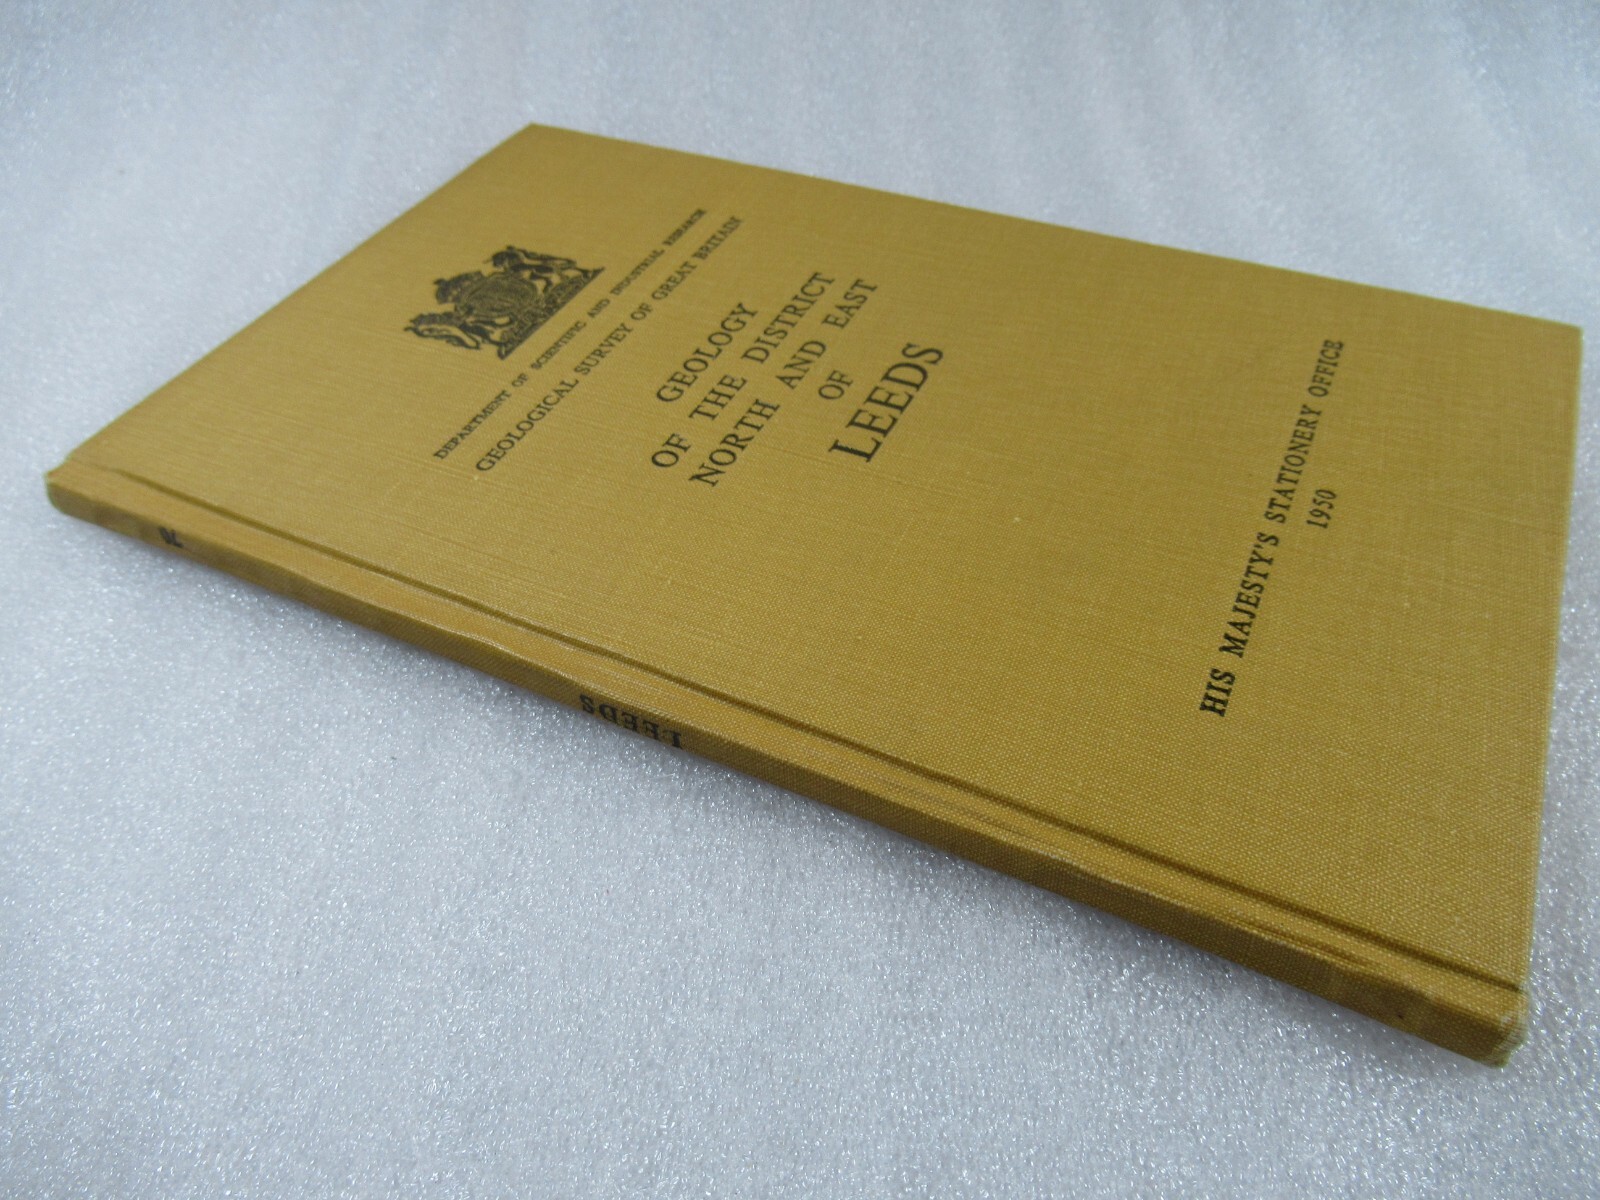 DEPARTMENT OF SCIENTIFIC AND INDUSTRIAL RESEARCH
GEOLOGICAL SURVEY OF GREAT BRITAIN
GEOLOGY
OF THE DISTRICT
NORTH AND EAST
OF
LEEDS
HIS MAJESTY'S STATIONERY OFFICE
1950
70
LEEDS